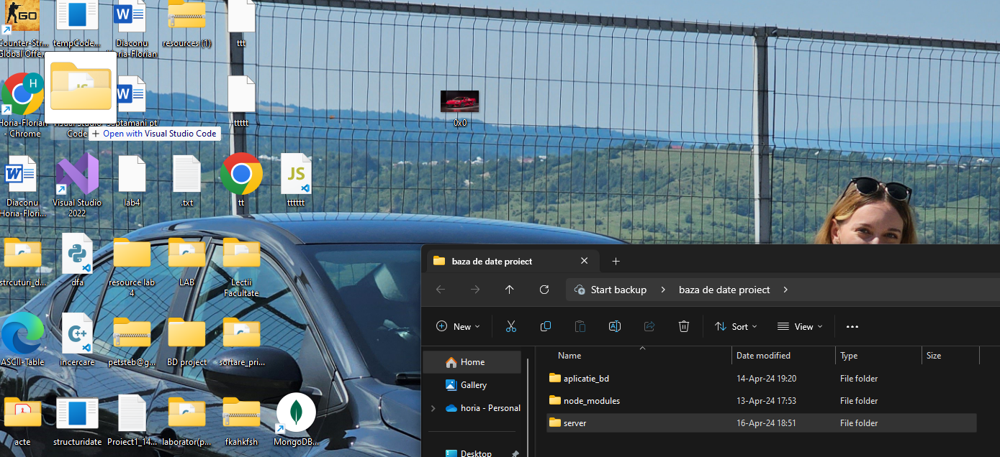 GO
Counter-Str...
Global Offe...
tempCode...
Diaconu
Horia-Florian
resources (1)
ttt
H
Horia-Florian
- Chrome
JS
Visual Studio
Code
saptamani pt
+ Open with Visual Studio Code
ttttt
0x0
W
Diaconu
Horia-Flori...
Visual Studio
2022
lab4
.txt
tt
JS
tttttt
strcuturi_d...
dfa
resource lab
4
LAB
Lectii
Facultate
ASCII-Table
C++
incercare
petsteb@g...
BD project
sortare_pri...
acte
structuridate
Proiect1_14...
laborator(p...
fkahkfsh
MongoDB...
baza de date proiect
Start backup
baza de date proiect
New
Sort
View
Home
Gallery
horia - Personal
Desktop
Name
Date modified
Type
Size
aplicatie_bd
14-Apr-24 19:20
File folder
node_modules
13-Apr-24 17:53
File folder
server
16-Apr-24 18:51
File folder